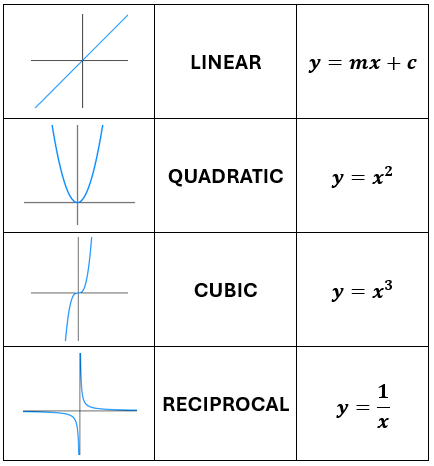 LINEAR y = mx + c
QUADRATIC y = x²
CUBIC y = x³
RECIPROCAL y = 1/x